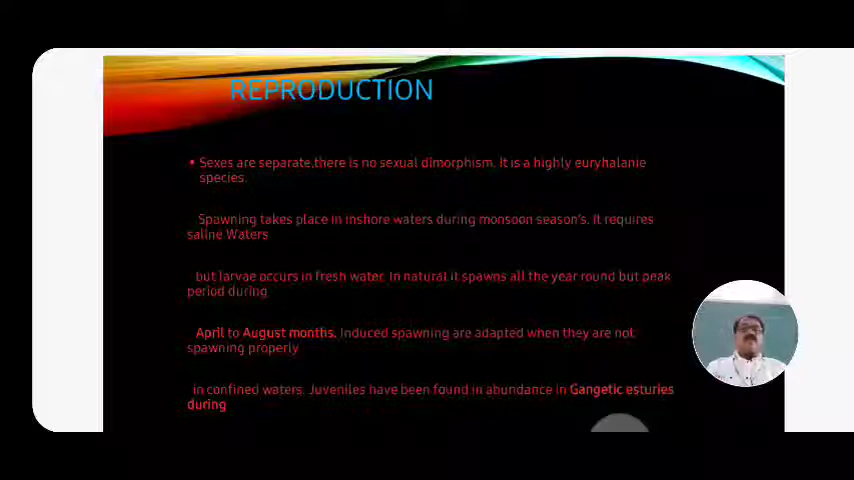 REPRODUCTION
• Sexes are separate,there is no sexual dimorphism. It is a highly euryhalanie
species.
Spawning takes place in inshore waters during monsoon season's. It requires
saline Waters
but larvae occurs in fresh water. In natural it spawns all the year round but peak
period during
April to August months. Induced spawning are adapted when they are not
spawning properly
in confined waters. Juveniles have been found in abundance in Gangetic esturies
during